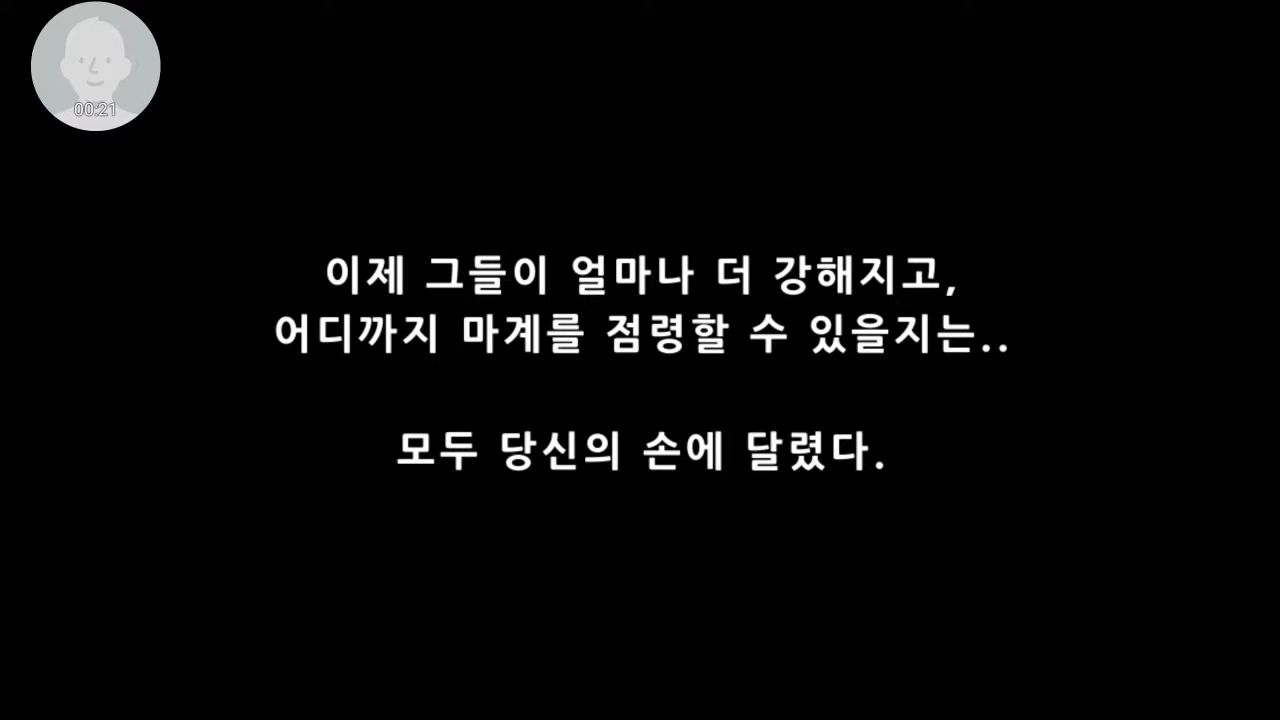 00:21
이제 그들이 얼마나 더 강해지고,
어디까지 마계를 점령할 수 있을지는..
모두 당신의 손에 달렸다.